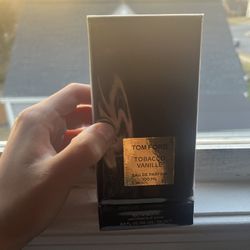 TOM FORD
TOBACCO
VANILLE
EAU DE PARFUM
100 ML